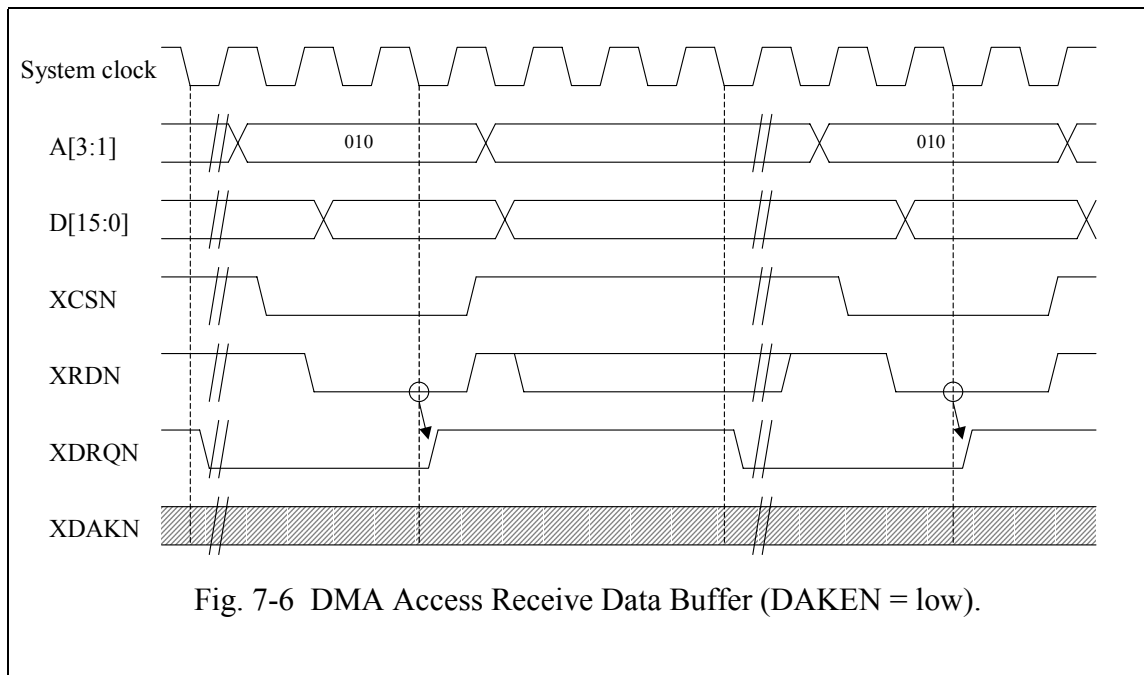 System clock
A[3:1]
010
010
D[15:0]
XCSN
XRDN
XDRQN
XDAKN
Fig. 7-6 DMA Access Receive Data Buffer (DAKEN = low).